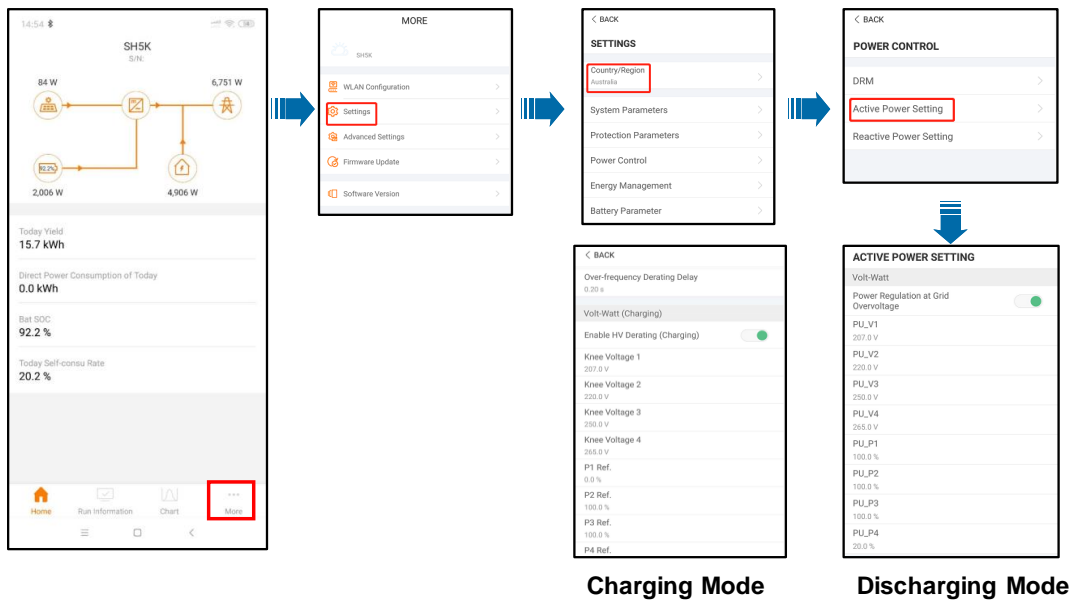 14:54
SH5K
S/N:
84 W
6,751 W
92.2%
2,006 W
4,906 W
Today Yield
15.7 kWh
Direct Power Consumption of Today
0.0 kWh
Bat SOC
92.2 %
Today Self-consu Rate
20.2 %
Home
Run Information
Chart
More
MORE
SH5K
WLAN Configuration
Settings
Advanced Settings
Firmware Update
Software Version
< BACK
SETTINGS
Country/Region
Australia
System Parameters
Protection Parameters
Power Control
Energy Management
Battery Parameter
< BACK
POWER CONTROL
DRM
Active Power Setting
Reactive Power Setting
< BACK
Over-frequency Derating Delay
0.20 s
Volt-Watt (Charging)
Enable HV Derating (Charging)
Knee Voltage 1
207.0 V
Knee Voltage 2
220.0 V
Knee Voltage 3
250.0 V
Knee Voltage 4
265.0 V
P1 Ref.
0.0 %
P2 Ref.
100.0 %
P3 Ref.
100.0 %
P4 Ref.
Charging Mode
ACTIVE POWER SETTING
Volt-Watt
Power Regulation at Grid
Overvoltage
PU_V1
207.0 V
PU_V2
220.0 V
PU_V3
250.0 V
PU_V4
265.0 V
PU_P1
100.0 %
PU_P2
100.0 %
PU_P3
100.0 %
PU_P4
20.0 %
Discharging Mode